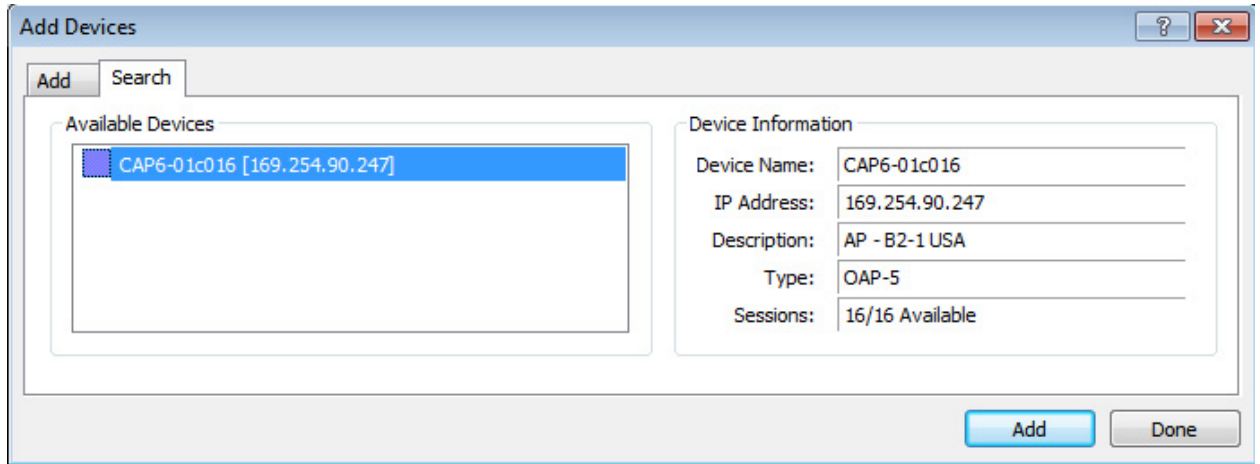 Add Devices
?
Add
Search
Available Devices
CAP6-01c016 [169.254.90.247]
Device Information
Device Name: CAP6-01c016
IP Address: 169.254.90.247
Description: AP - B2-1 USA
Type: OAP-5
Sessions: 16/16 Available
Add
Done